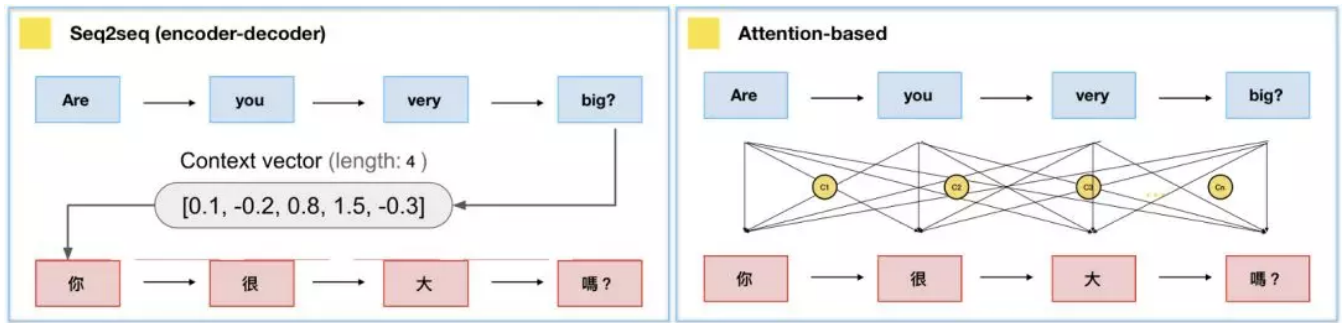 Seq2seq (encoder-decoder)
Are you very big?
Context vector (length: 4 )
[0.1, -0.2, 0.8, 1.5, -0.3]
你 很 大 嗎？
Attention-based
Are you very big?
C1 C2 C3 ... Cn
你 很 大 嗎？